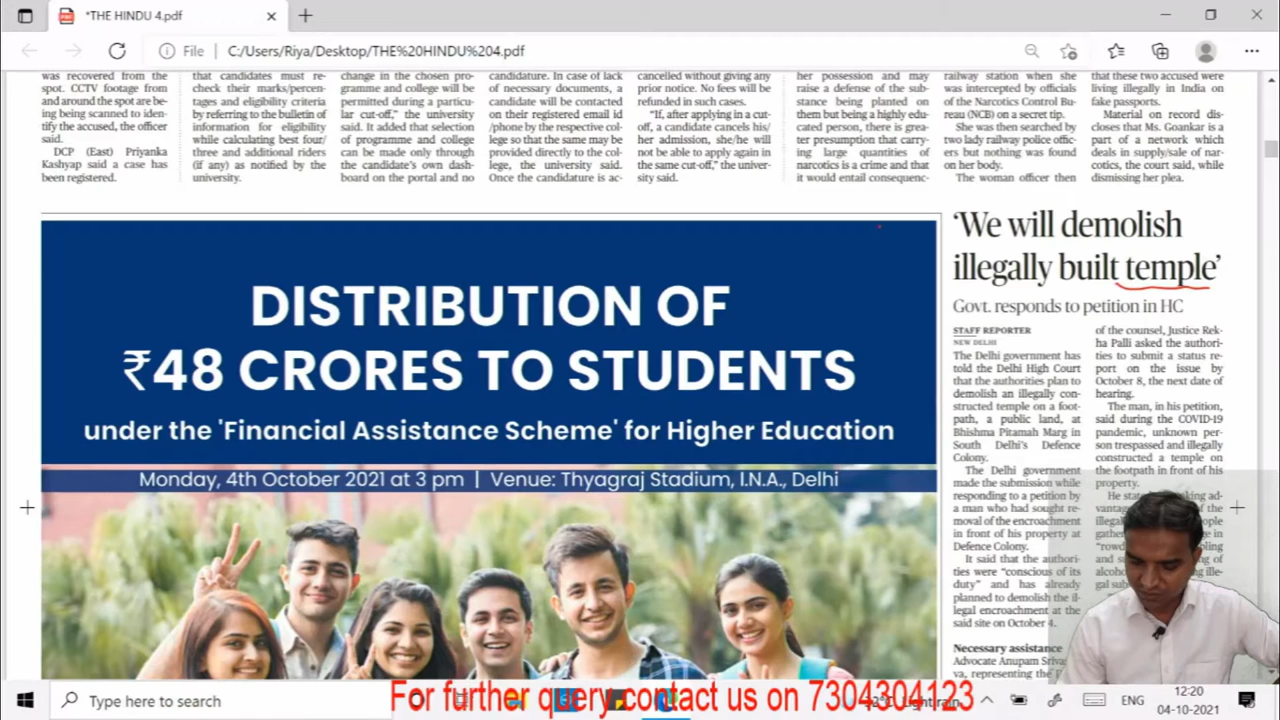 *THE HINDU 4.pdf
File
C:/Users/Riya/Desktop/THE%20HINDU%204.pdf
was recovered from the
spot. CCTV footage from
and around the spot are be-
ing being scanned to iden-
tify the accused, the officer
said.
DCP (East) Priyanka
Kashyap said a case has
been registered.
that candidates must re-
check their marks/percen-
tages and eligibility criteria
by referring to the bulletin of
information for eligibility
while calculating best four/
three and additional riders
(if any) as notified by the
university.
change in the chosen pro-
gramme and college will be
permitted during a particu-
lar cut-off," the university
said. It added that selection
of programme and college
can be made only through
the candidate's own dash-
board on the portal and no
candidature. In case of lack
of necessary documents, a
candidate will be contacted
on their registered email id
/phone by the respective col-
lege so that the same may be
provided directly to the col-
lege, the university said.
Once the candidature is ac-
cancelled without giving any
prior notice. No fees will be
refunded in such cases.
"If, after applying in a cut-
off, a candidate cancels his/
her admission, she/he will
not be able to apply again in
the same cut-off," the univer-
sity said.
her possession and may
raise a defense of the sub-
stance being planted on
them but being a highly edu-
cated person, there is grea-
ter presumption that carry-
ing large quantities of
narcotics is a crime and that
it would entail consequenc-
railway station when she
was intercepted by officials
of the Narcotics Control Bu-
reau (NCB) on a secret tip.
She was then searched by
two lady railway police offic-
ers but nothing was found
on her body.
The woman officer then
that these two accused were
living illegally in India on
fake passports.
Material on record dis-
closes that Ms. Goankar is a
part of a network which
deals in supply/sale of nar-
cotics, the court said, while
dismissing her plea.
DISTRIBUTION OF
₹48 CRORES TO STUDENTS
under the 'Financial Assistance Scheme' for Higher Education
Monday, 4th October 2021 at 3 pm | Venue: Thyagraj Stadium, I.N.A., Delhi
'We will demolish
illegally built temple'
Govt. responds to petition in HC
STAFF REPORTER
NEW DELHI
The Delhi government has
told the Delhi High Court
that the authorities plan to
demolish an illegally con-
structed temple on a foot-
path, a public land, at
Bhishma Pitamah Marg in
South Delhi's Defence
Colony.
The Delhi government
made the submission while
responding to a petition by
a man who had sought re-
moval of the encroachment
in front of his property at
Defence Colony.
It said that the authori-
ties were "conscious of its
duty" and has already
planned to demolish the il-
legal encroachment at the
said site on October 4.
Necessary assistance
Advocate Anupam Sriva
va, representing the
of the counsel, Justice Rek-
ha Palli asked the authori-
ties to submit a status re-
port on the issue by
October 8, the next date of
hearing.
The man, in his petition,
said during the COVID-19
pandemic, unknown per-
son trespassed and illegally
constructed a temple on
the footpath in front of his
property.
Type here to search
For further query contact us on 7304304123
ENG
12:20
04-10-2021